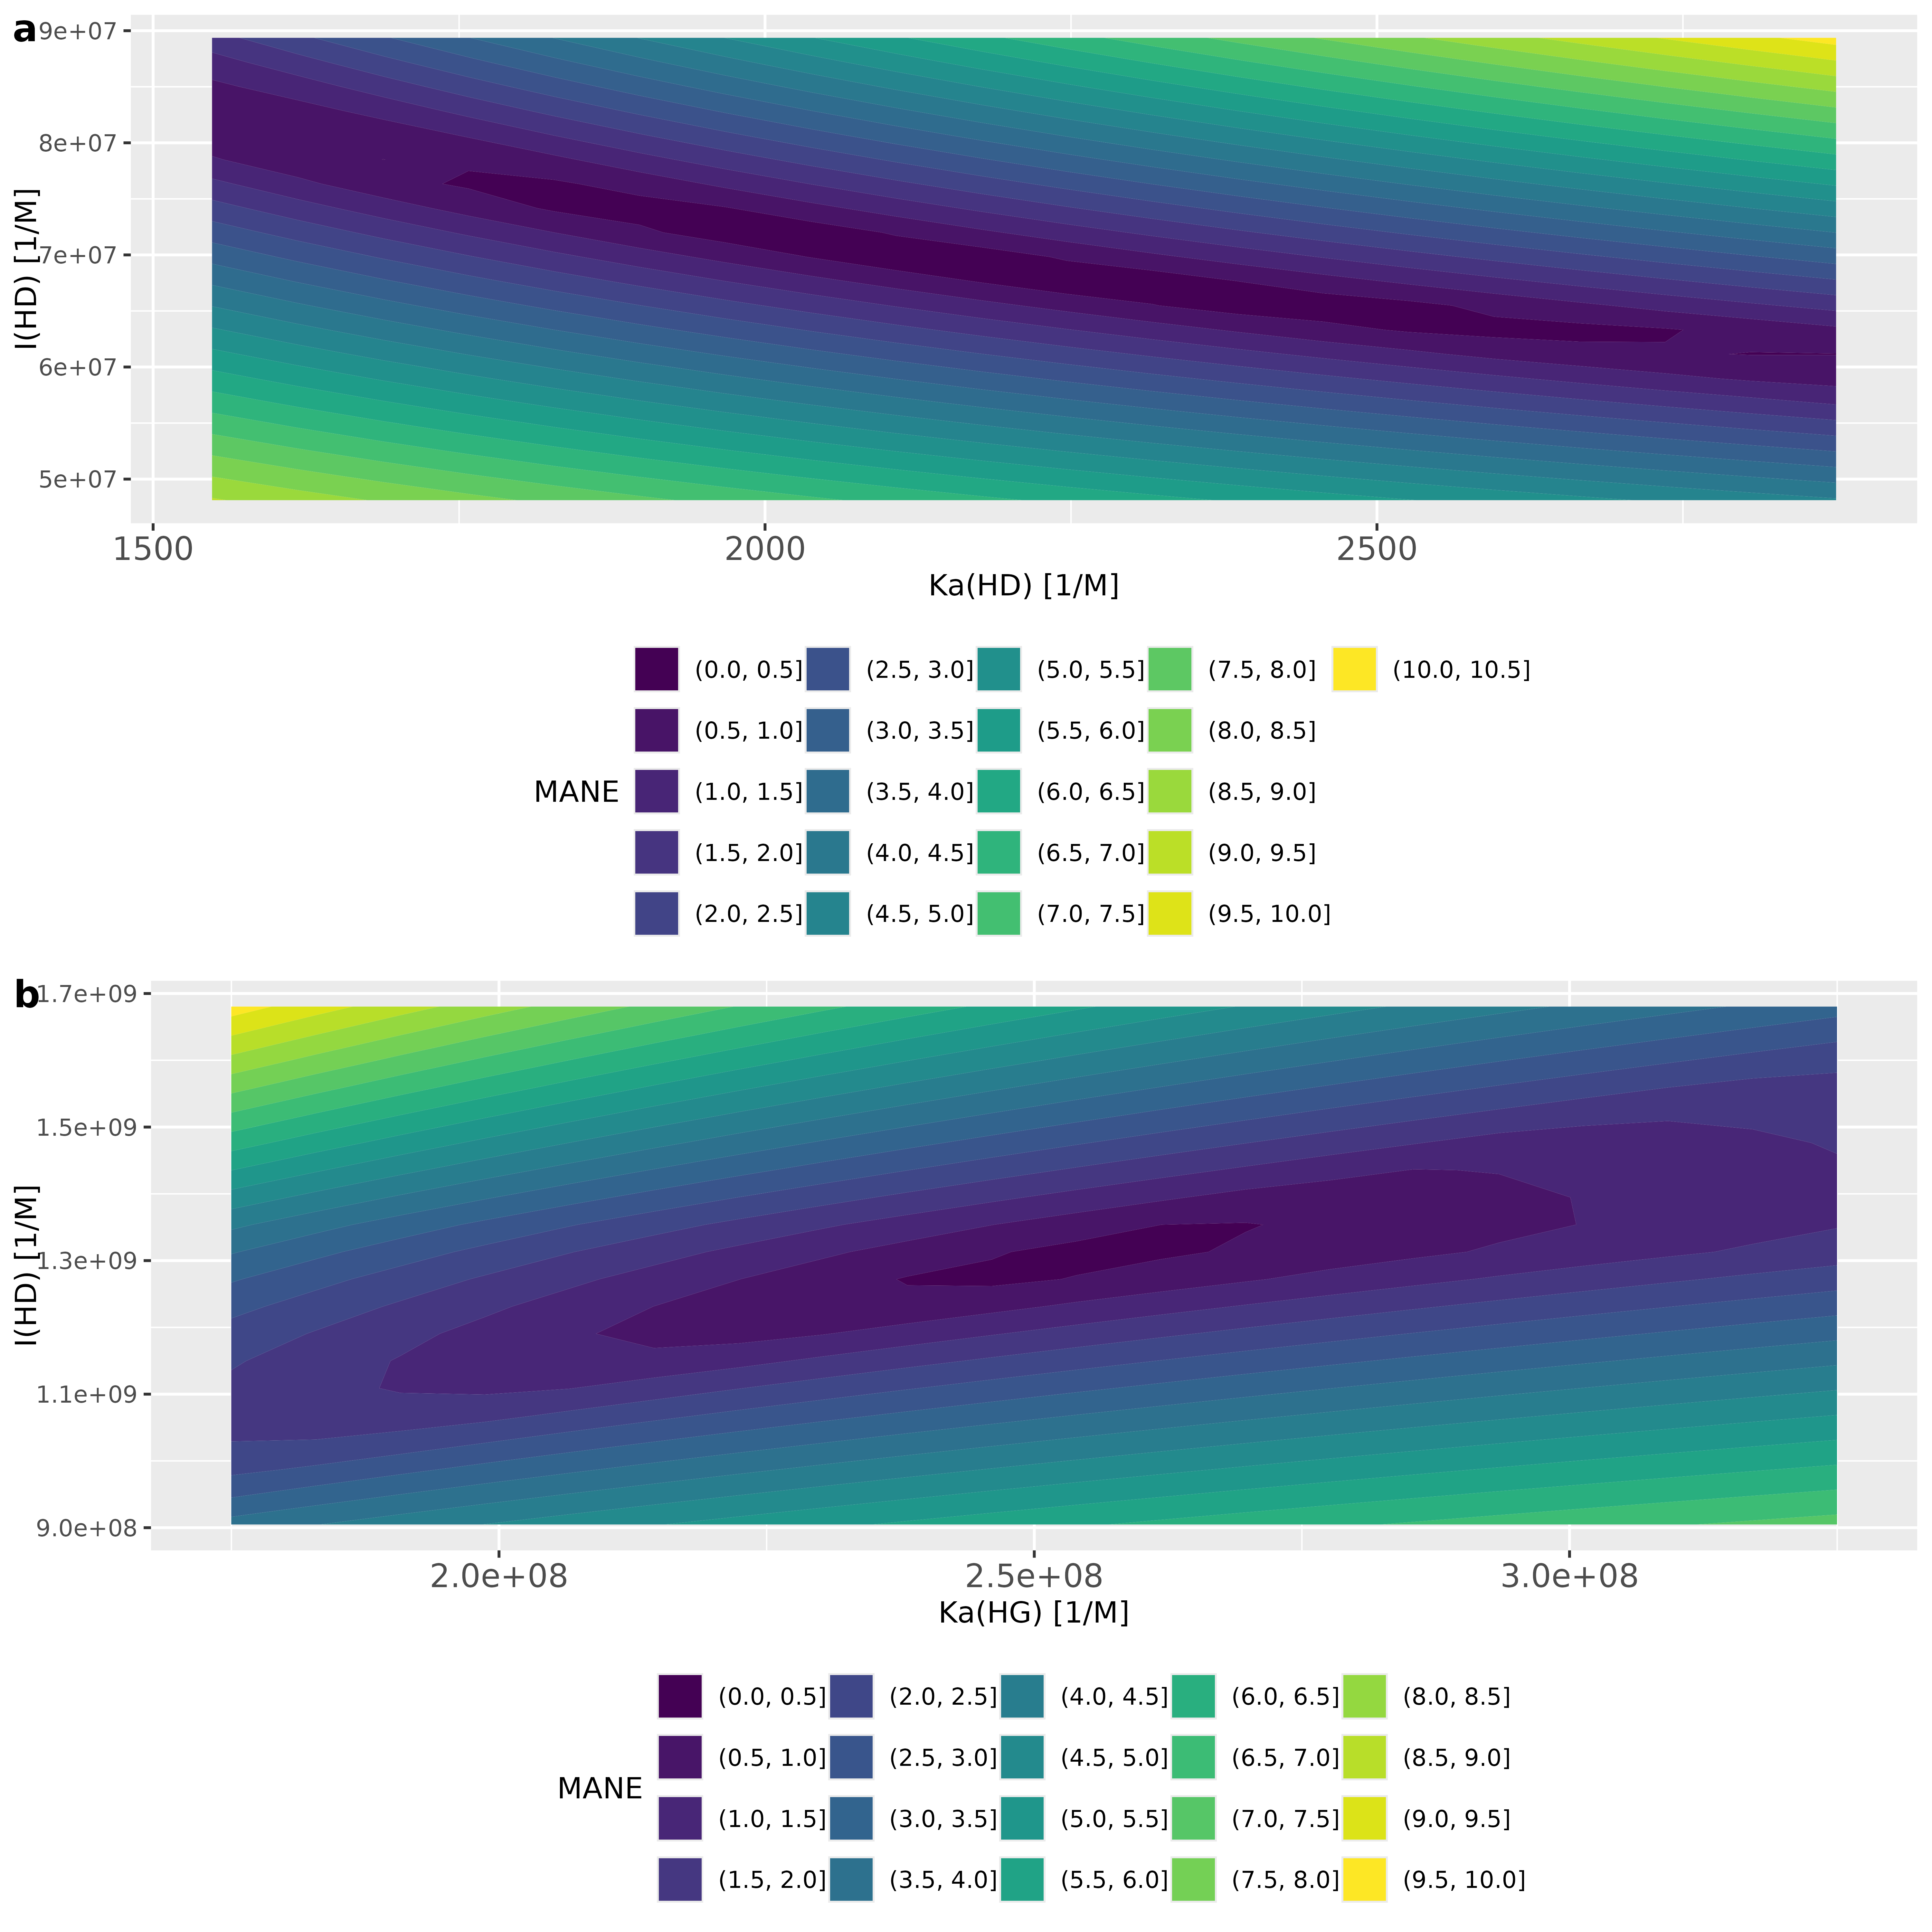 a
9e+07
8e+07
7e+07
6e+07
5e+07
I(HD) [1/M]
1500 2000 2500
Ka(HD) [1/M]
MANE
(0.0, 0.5] (2.5, 3.0] (5.0, 5.5] (7.5, 8.0] (10.0, 10.5]
(0.5, 1.0] (3.0, 3.5] (5.5, 6.0] (8.0, 8.5]
(1.0, 1.5] (3.5, 4.0] (6.0, 6.5] (8.5, 9.0]
(1.5, 2.0] (4.0, 4.5] (6.5, 7.0] (9.0, 9.5]
(2.0, 2.5] (4.5, 5.0] (7.0, 7.5] (9.5, 10.0]
b
1.7e+09
1.5e+09
1.3e+09
1.1e+09
9.0e+08
I(HD) [1/M]
2.0e+08 2.5e+08 3.0e+08
Ka(HG) [1/M]
MANE
(0.0, 0.5] (2.0, 2.5] (4.0, 4.5] (6.0, 6.5] (8.0, 8.5]
(0.5, 1.0] (2.5, 3.0] (4.5, 5.0] (6.5, 7.0] (8.5, 9.0]
(1.0, 1.5] (3.0, 3.5] (5.0, 5.5] (7.0, 7.5] (9.0, 9.5]
(1.5, 2.0] (3.5, 4.0] (5.5, 6.0] (7.5, 8.0] (9.5, 10.0]